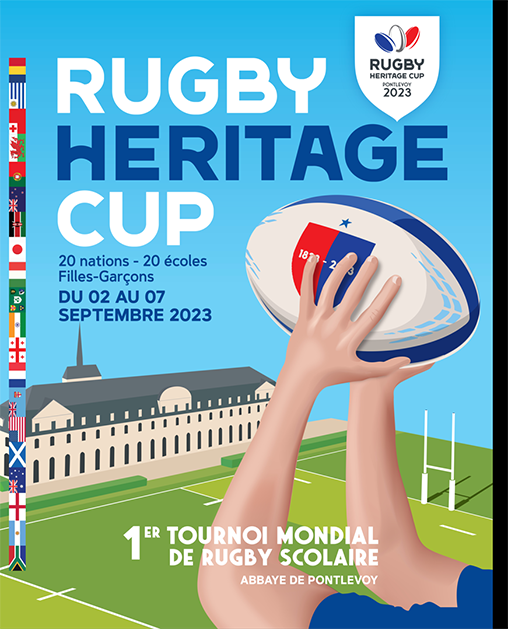 RUGBY
HERITAGE CUP
PONTLEVOY
2023
RUGBY
HERITAGE
CUP
20 nations - 20 écoles
Filles-Garçons
DU 02 AU 07
SEPTEMBRE 2023
1ER TOURNOI MONDIAL
DE RUGBY SCOLAIRE
ABBAYE DE PONTLEVOY